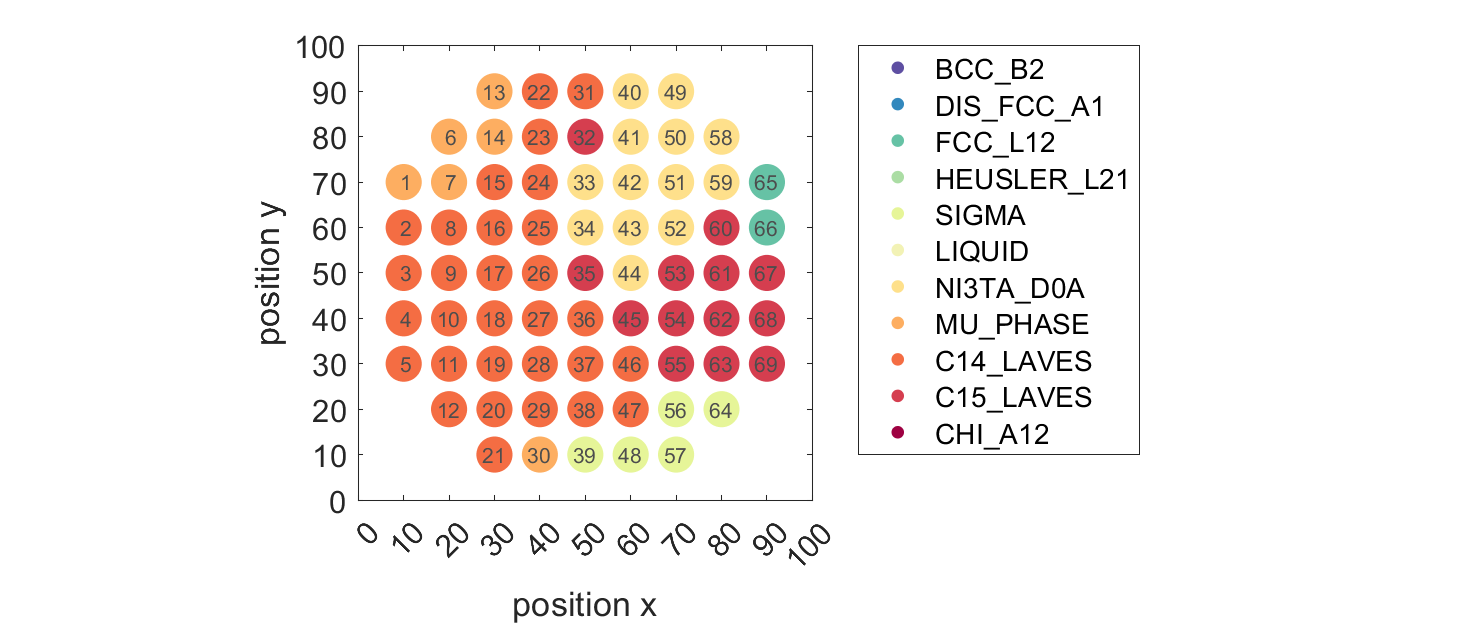 100
90
80
70
60
50
40
30
20
10
0
position y
13 22 31 40 49
6 14 23 32 41 50 58
1 7 15 24 33 42 51 59 65
2 8 16 25 34 43 52 60 66
3 9 17 26 35 44 53 61 67
4 10 18 27 36 45 54 62 68
5 11 19 28 37 46 55 63 69
12 20 29 38 47 56 64
21 30 39 48 57
0 10 20 30 40 50 60 70 80 90 100
position x
BCC_B2
DIS_FCC_A1
FCC_L12
HEUSLER_L21
SIGMA
LIQUID
NI3TA_D0A
MU_PHASE
C14_LAVES
C15_LAVES
CHI_A12